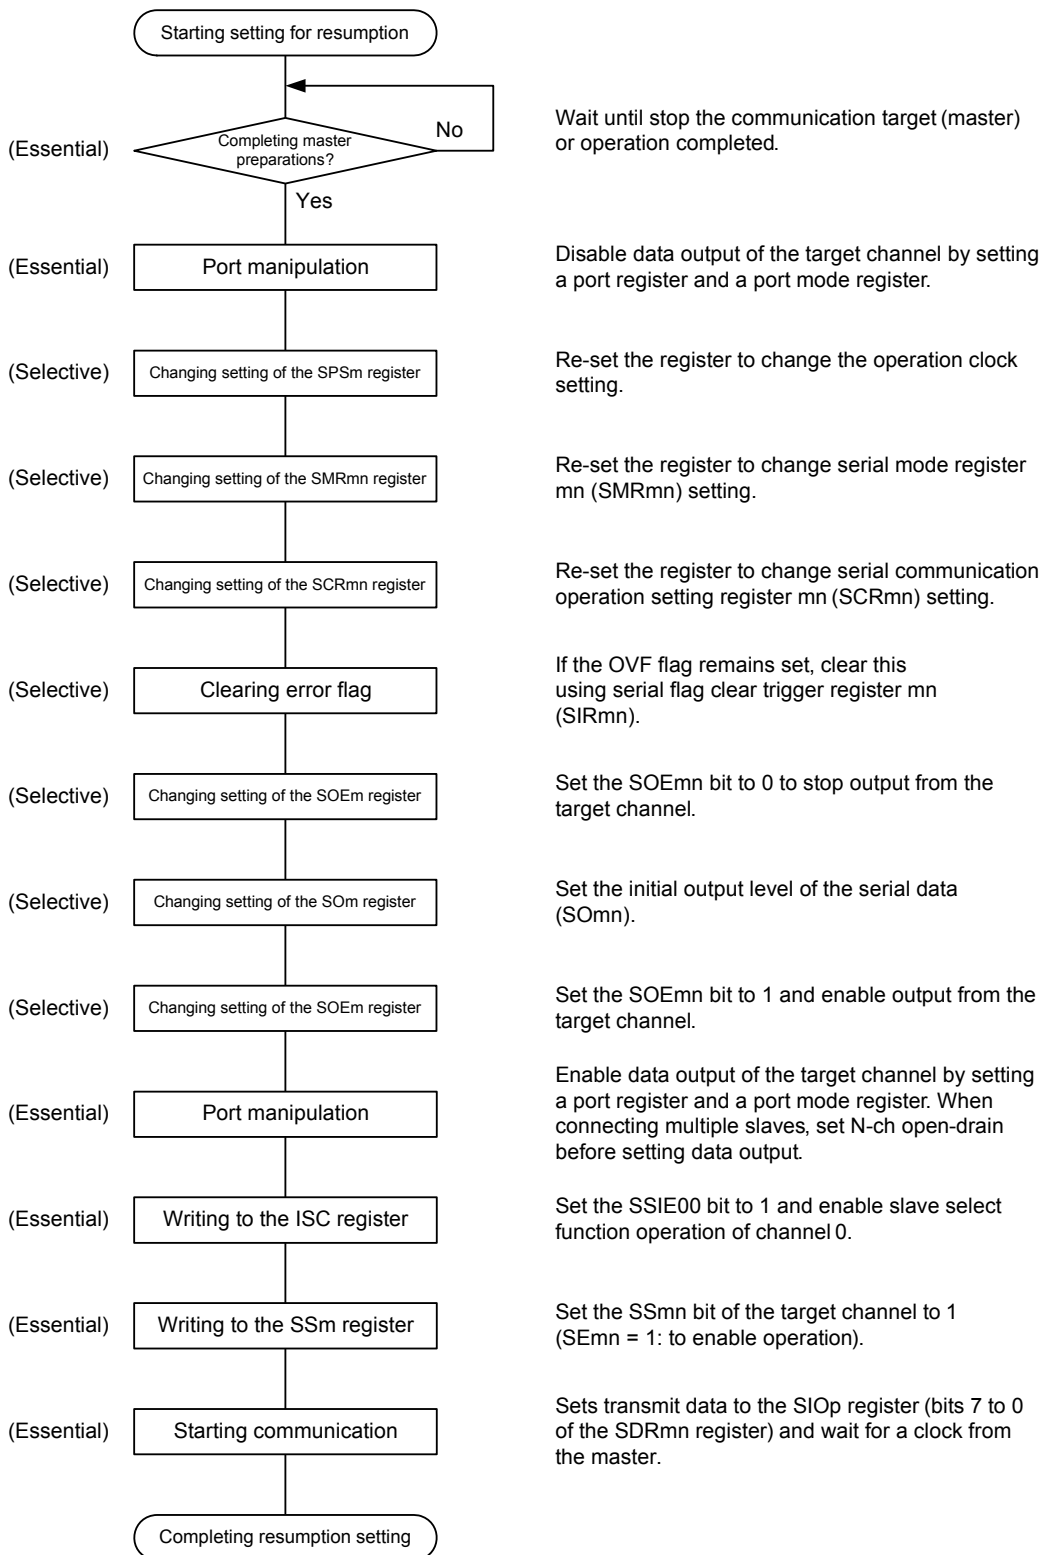 Starting setting for resumption
(Essential)
Completing master
preparations?
No
Yes
Wait until stop the communication target (master)
or operation completed.
(Essential)
Port manipulation
Disable data output of the target channel by setting
a port register and a port mode register.
(Selective)
Changing setting of the SPSm register
Re-set the register to change the operation clock
setting.
(Selective)
Changing setting of the SMRmn register
Re-set the register to change serial mode register
mn (SMRmn) setting.
(Selective)
Changing setting of the SCRmn register
Re-set the register to change serial communication
operation setting register mn (SCRmn) setting.
(Selective)
Clearing error flag
If the OVF flag remains set, clear this
using serial flag clear trigger register mn
(SIRmn).
(Selective)
Changing setting of the SOEm register
Set the SOEmn bit to 0 to stop output from the
target channel.
(Selective)
Changing setting of the SOm register
Set the initial output level of the serial data
(SOmn).
(Selective)
Changing setting of the SOEm register
Set the SOEmn bit to 1 and enable output from the
target channel.
(Essential)
Port manipulation
Enable data output of the target channel by setting
a port register and a port mode register. When
connecting multiple slaves, set N-ch open-drain
before setting data output.
(Essential)
Writing to the ISC register
Set the SSIE00 bit to 1 and enable slave select
function operation of channel 0.
(Essential)
Writing to the SSm register
Set the SSmn bit of the target channel to 1
(SEmn = 1: to enable operation).
(Essential)
Starting communication
Sets transmit data to the SIOp register (bits 7 to 0
of the SDRmn register) and wait for a clock from
the master.
Completing resumption setting